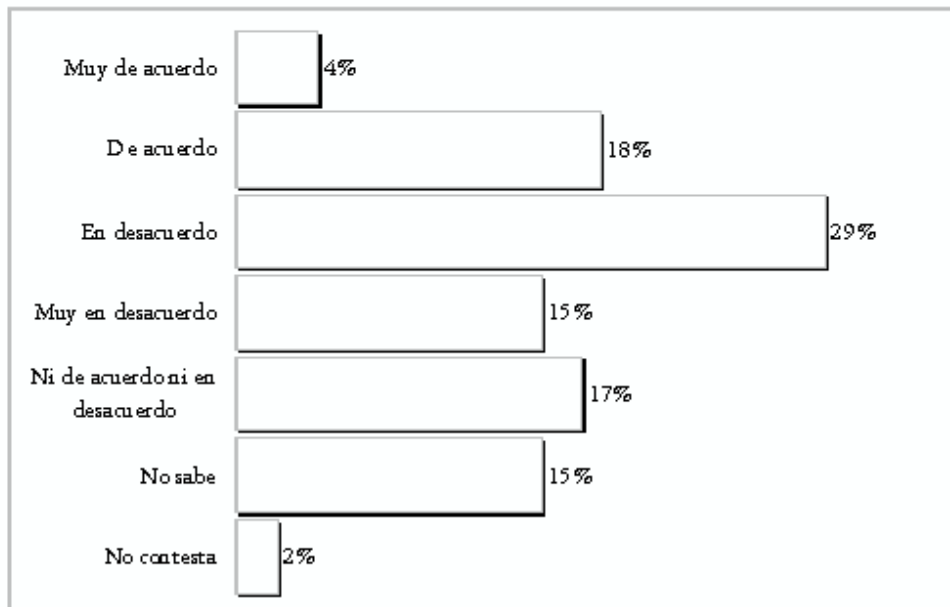 Muy de acuerdo 4%
De acuerdo 18%
En desacuerdo 29%
Muy en desacuerdo 15%
Ni de acuerdo ni en
desacuerdo 17%
No sabe 15%
No contesta 2%